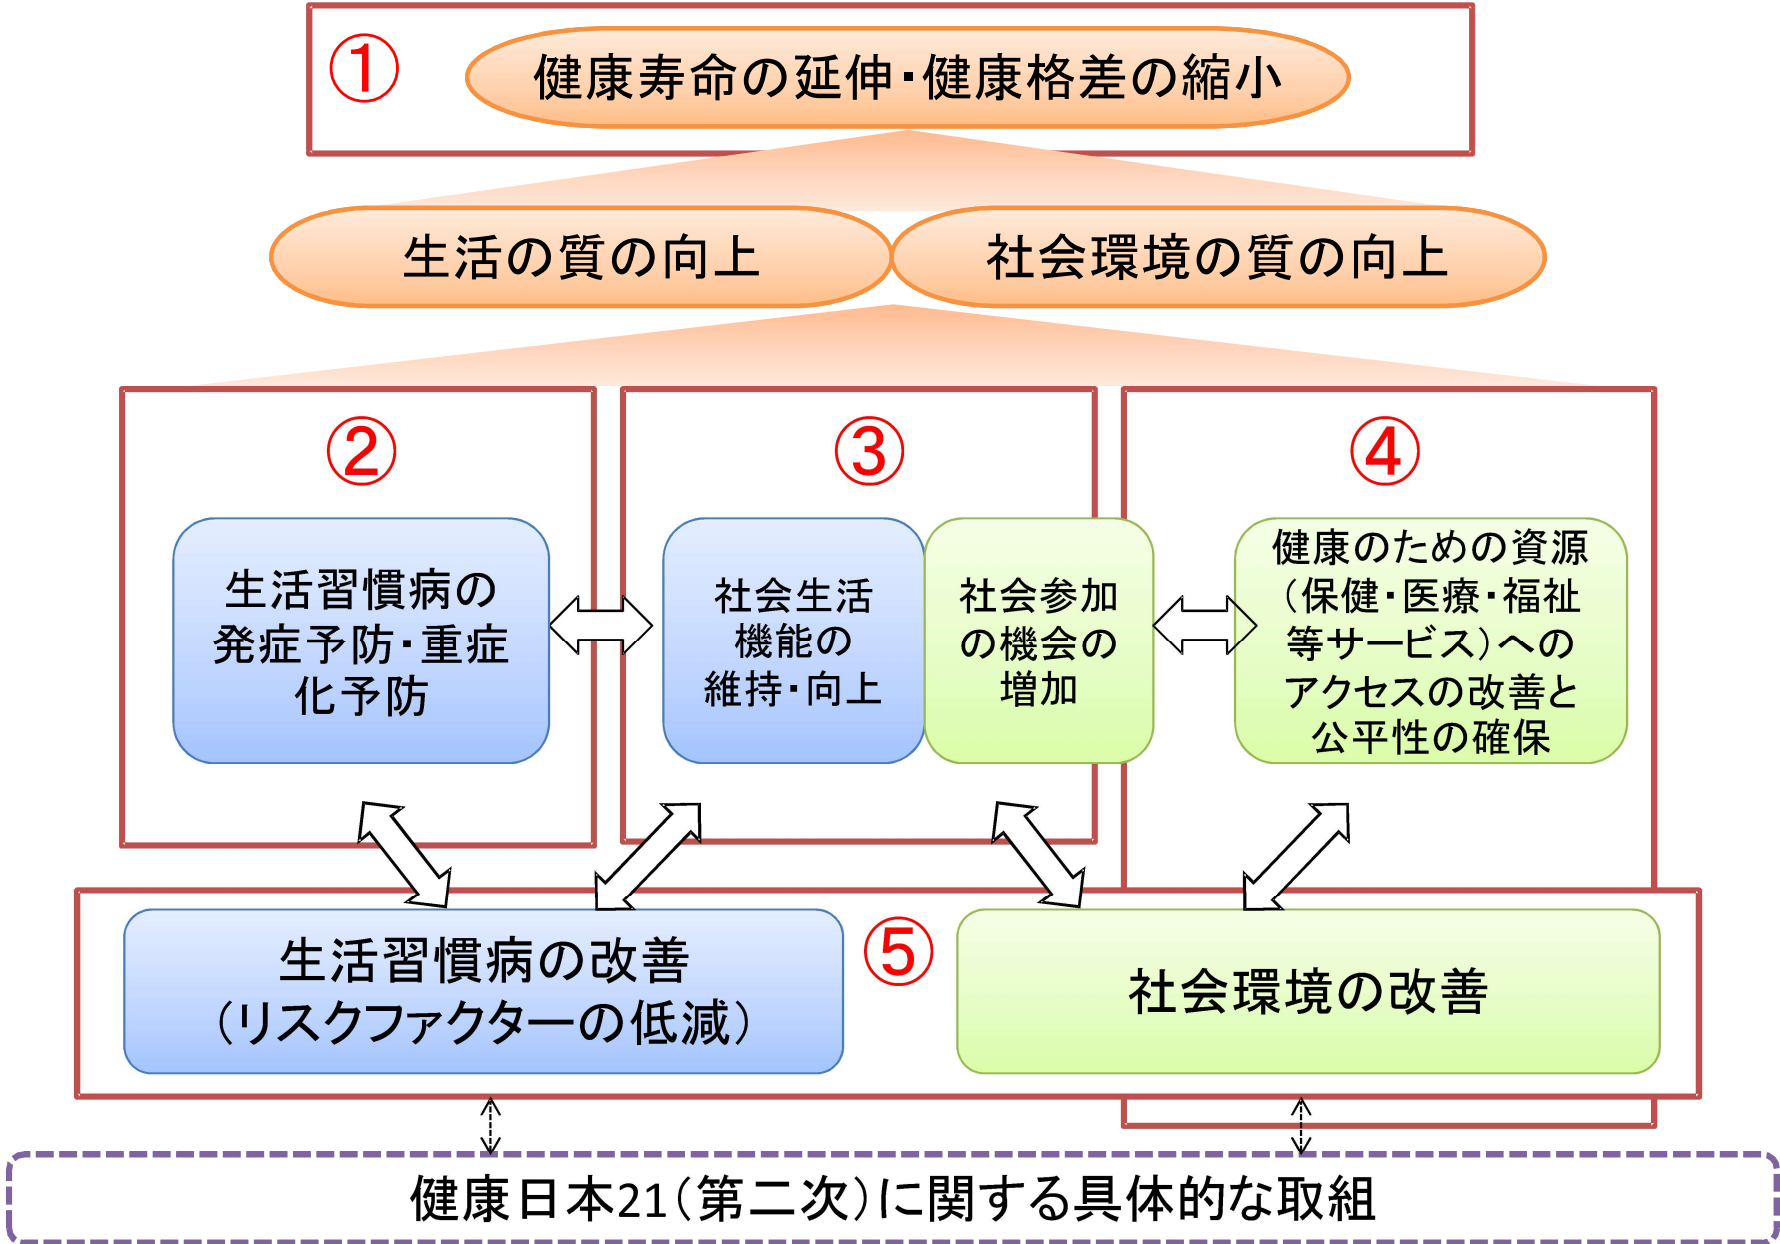 ①
健康寿命の延伸・健康格差の縮小
生活の質の向上
社会環境の質の向上
②
生活習慣病の
発症予防・重症
化予防
③
社会生活
機能の
維持・向上
社会参加
の機会の
増加
④
健康のための資源
（保健・医療・福祉
等サービス）への
アクセスの改善と
公平性の確保
⑤
生活習慣病の改善
（リスクファクターの低減）
社会環境の改善
健康日本21（第二次）に関する具体的な取組